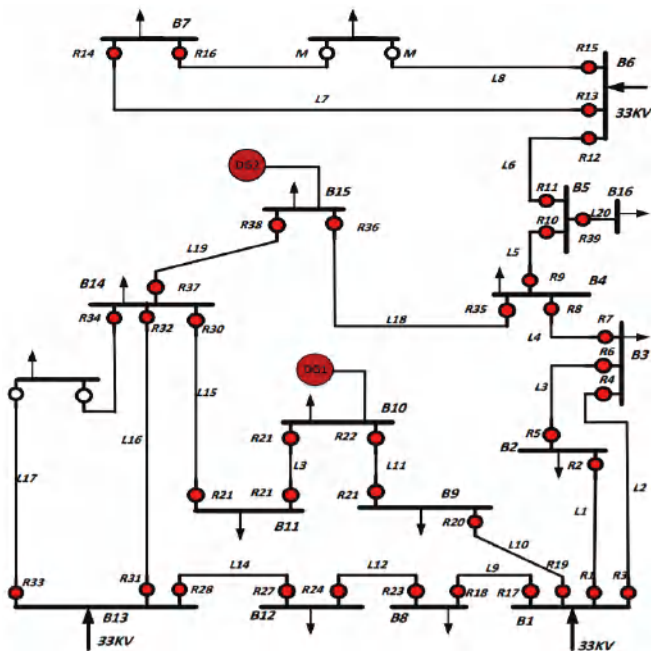 B7
R14
R16
M
M
R15
B6
L8
R13
L7
33KV
R12
L6
DG2
B15
R11
B5
B16
R38
R36
R10
L20
R39
L19
L5
B14
R37
R9
B4
R34
R32
R30
R35
R8
R7
L18
L4
R6
B3
DG1
R4
L15
L3
B10
L16
R21
R22
R5
B2
R2
L17
L3
L11
L2
R21
R21
R21
B9
L1
B11
R20
L10
R33
R31
R28
L14
R27
R24
L12
R23
R18
L9
R17
R19
R1
R3
B13
B12
B8
B1
33KV
33KV